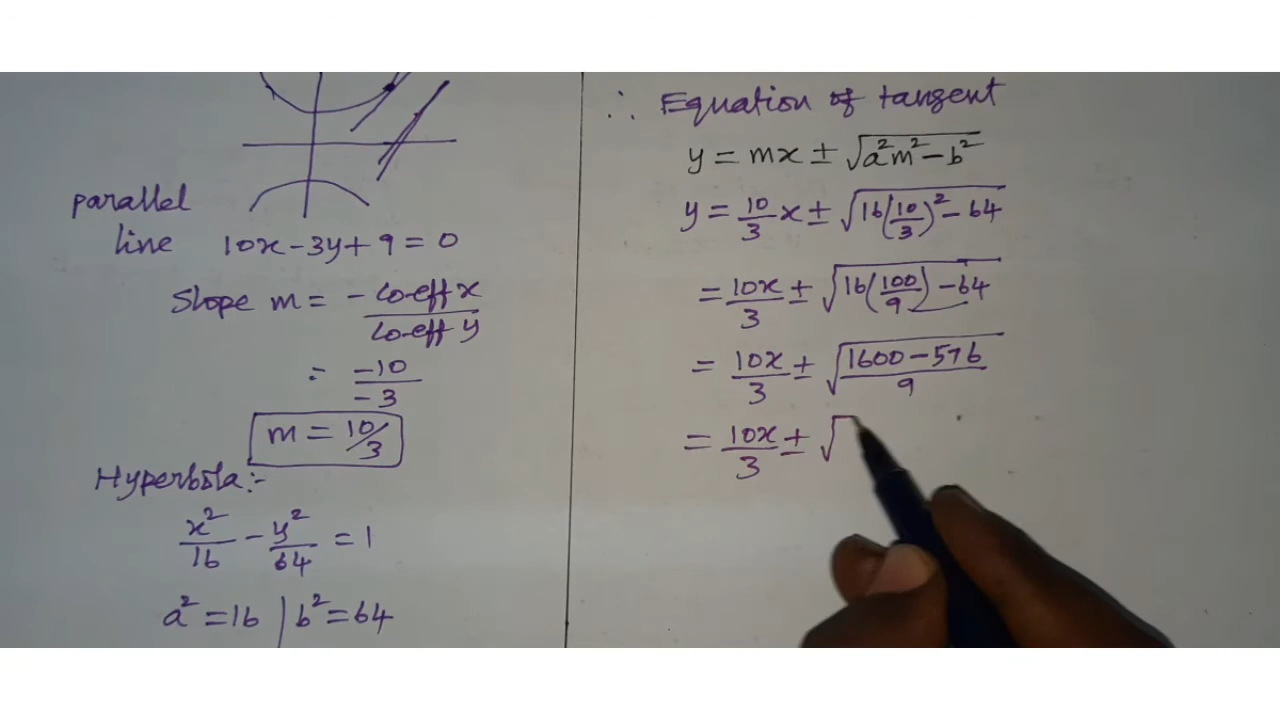 parallel
line 10x - 3y + 9 = 0
Slope m = - co-eff x / co-eff y
= -10 / -3
m = 10/3
Hyperbola:-
x²/16 - y²/64 = 1
a² = 16 | b² = 64
∴ Equation of tangent
y = mx ± √(a²m² - b²)
y = 10/3 x ± √(16(10/3)² - 64)
= 10x/3 ± √(16(100/9) - 64)
= 10x/3 ± √((1600 - 576)/9)
= 10x/3 ± √